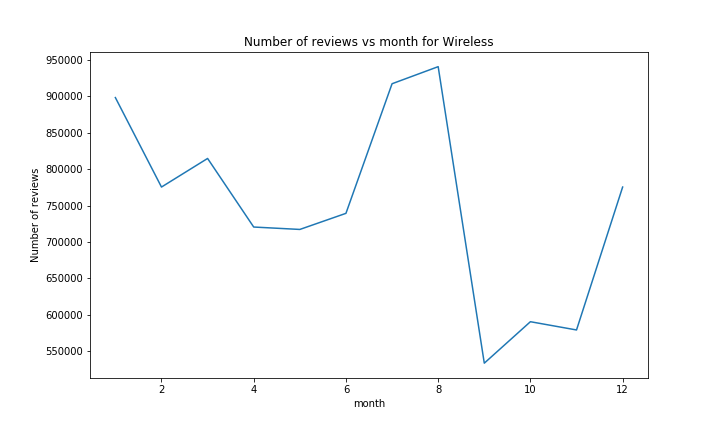 Number of reviews vs month for Wireless
950000
900000
850000
800000
750000
700000
650000
600000
550000
Number of reviews
2 4 6 8 10 12
month